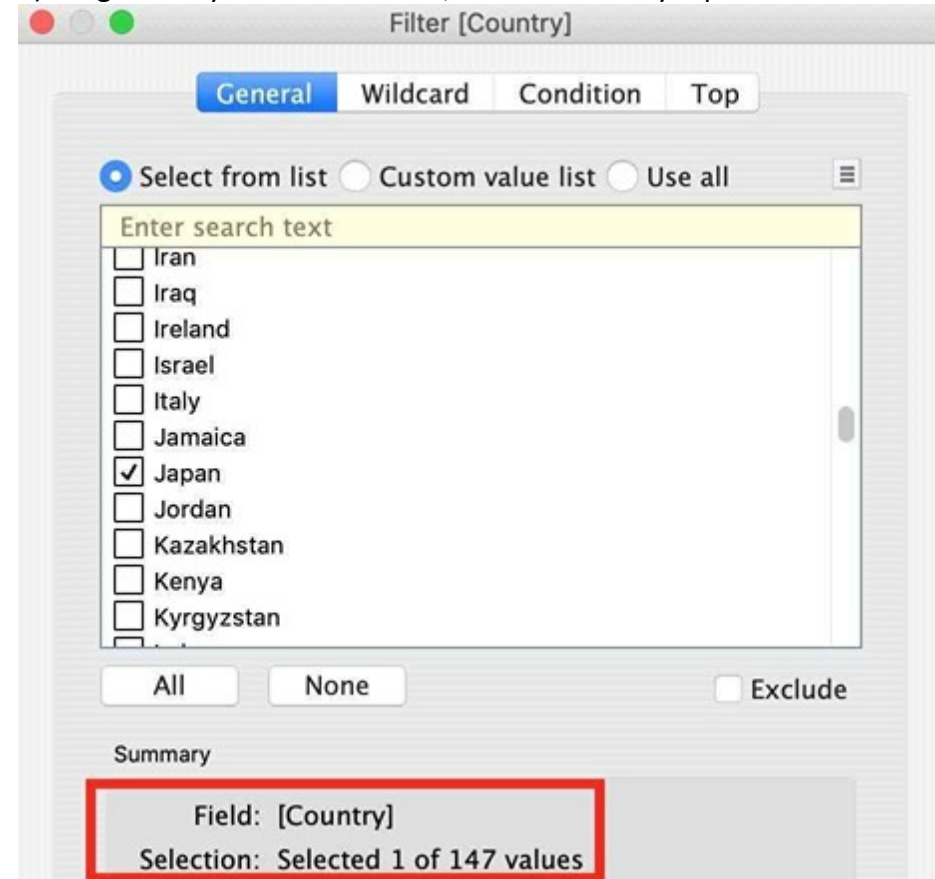 Filter [Country]
General Wildcard Condition Top
Select from list Custom value list Use all
Enter search text
Iran
Iraq
Ireland
Israel
Italy
Jamaica
Japan
Jordan
Kazakhstan
Kenya
Kyrgyzstan
All None Exclude
Summary
Field: [Country]
Selection: Selected 1 of 147 values